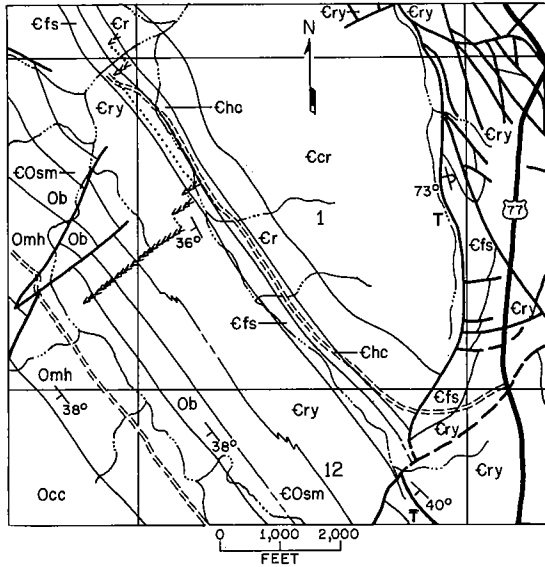 Єfs Єr Єry Єry
N
Єhc
Єry Єry
Єcr
ЄOsm
Ob
73°
77
1
36°
T
Omh Ob
Єr
Єfs
Єfs
Єry
Єhc
Omh
Єfs
38°
Ob
Єry
Єry
38°
12
Єry
ЄOsm
40°
Occ
T
0 1,000 2,000
FEET